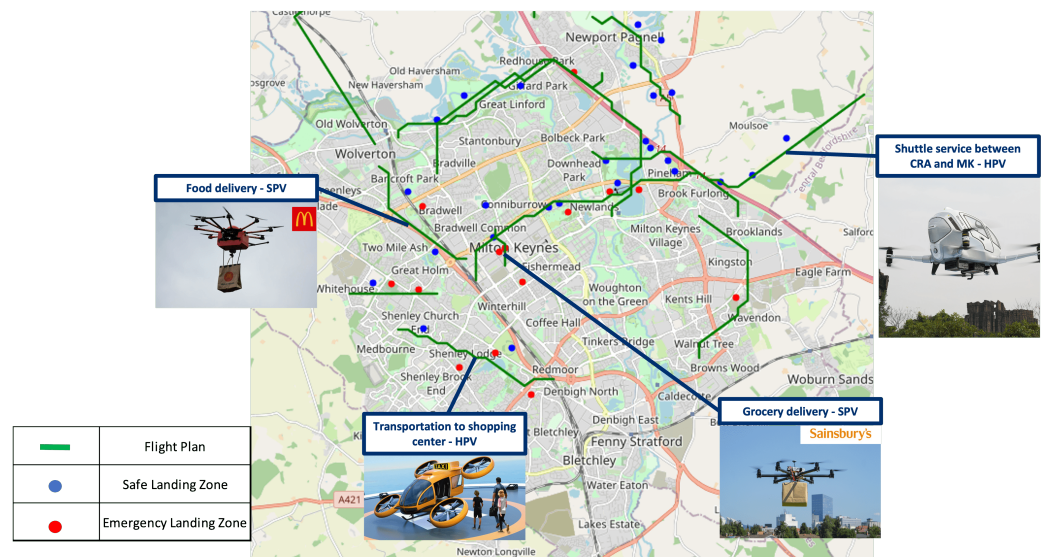 Castlethorpe
Newport Pagnell
Redhouse Park
Old Haversham
New Haversham
Giffard Park
Great Linford
Old Wolverton
Stantonbury
Bolbeck Park
Moulsoe
Wolverton
Bradville
Downhead
Park
Pineham
Central Bedfordshire
Shuttle service between
CRA and MK - HPV
Bancroft Park
Food delivery - SPV
Bradwell
Conniburrow
Newlands
Brook Furlong
Bradwell Common
Milton Keynes
Village
Brooklands
Two Mile Ash
Milton Keynes
Kingston
Great Holm
Fishermead
Eagle Farm
Whitehouse
Woughton
on the Green
Kents Hill
Winterhill
Wavendon
Shenley Church
End
Coffee Hall
Medbourne
Shenley Lodge
Tinkers Bridge
Walnut Tree
Redmoor
Browns Wood
Shenley Brook
End
Denbigh North
Woburn Sands
Caldecotte
Transportation to shopping
center - HPV
Grocery delivery - SPV
Denbigh East
Sainsbury's
Bletchley
Fenny Stratford
Bletchley
Water Eaton
TAXI
A421
Lakes Estate
Newton Longville
Flight Plan
Safe Landing Zone
Emergency Landing Zone